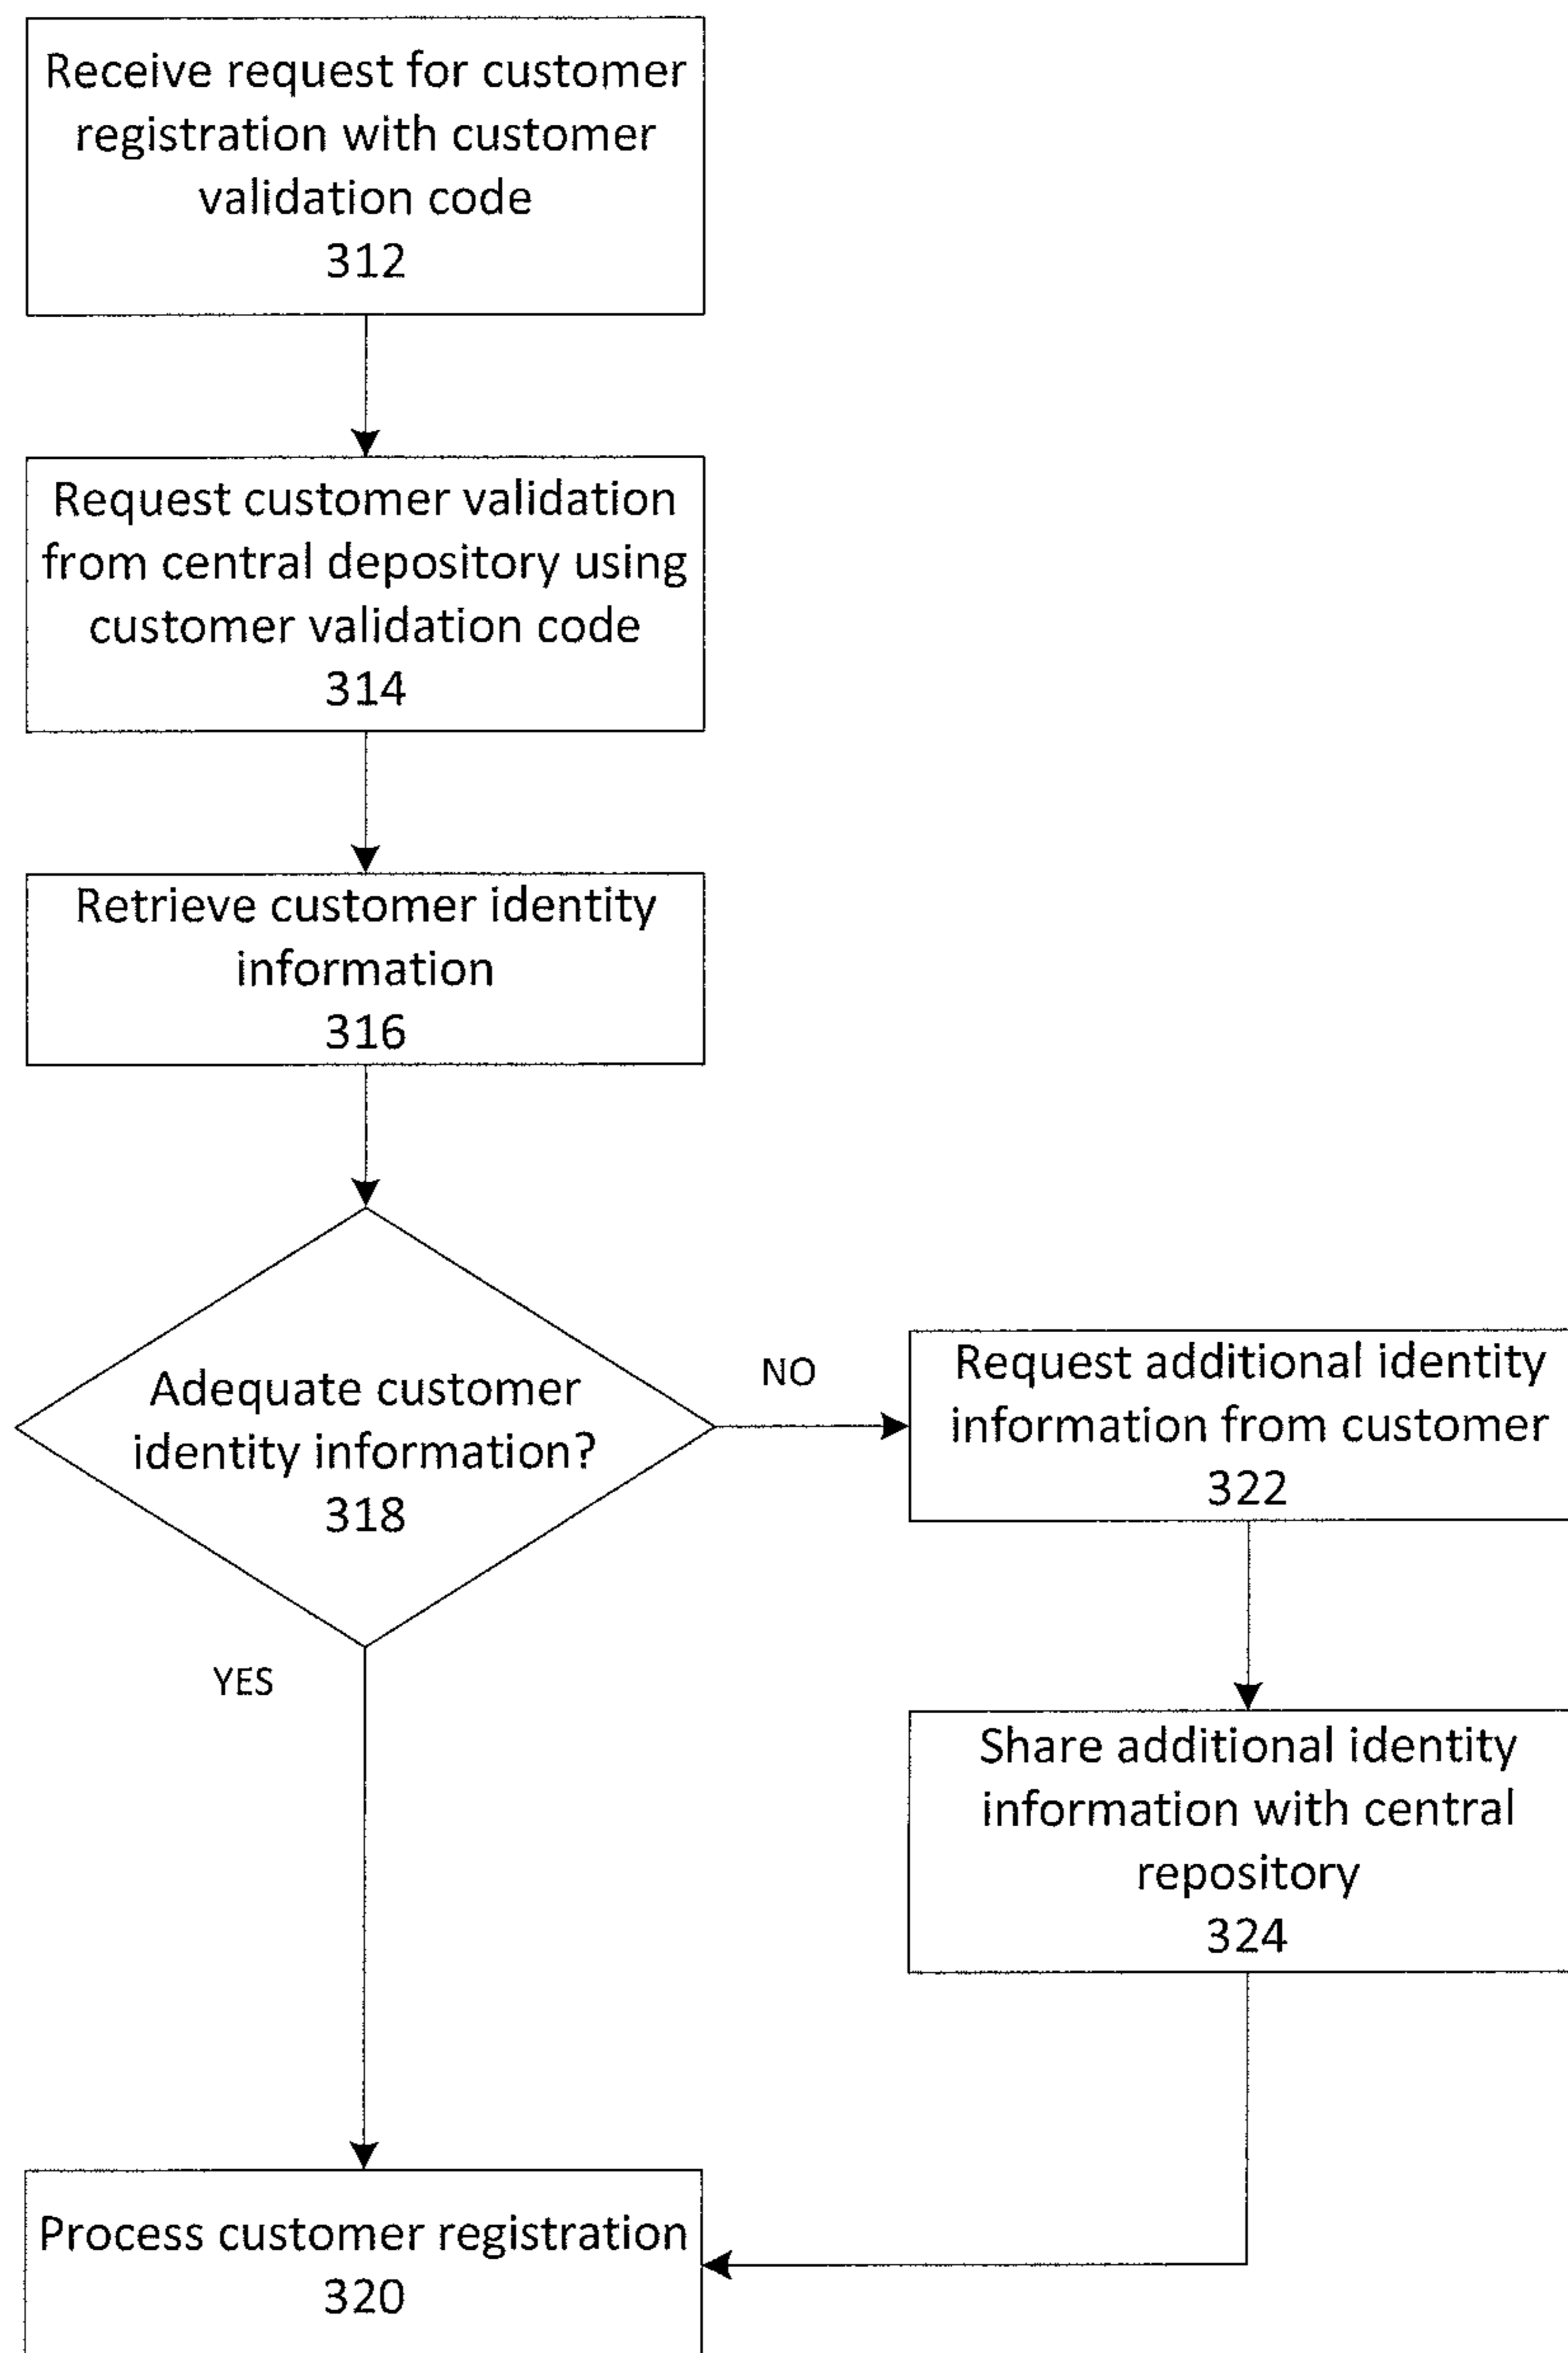 Receive request for customer
registration with customer
validation code
312
Request customer validation
from central depository using
customer validation code
314
Retrieve customer identity
information
316
Adequate customer
identity information?
318
NO
Request additional identity
information from customer
322
YES
Share additional identity
information with central
repository
324
Process customer registration
320